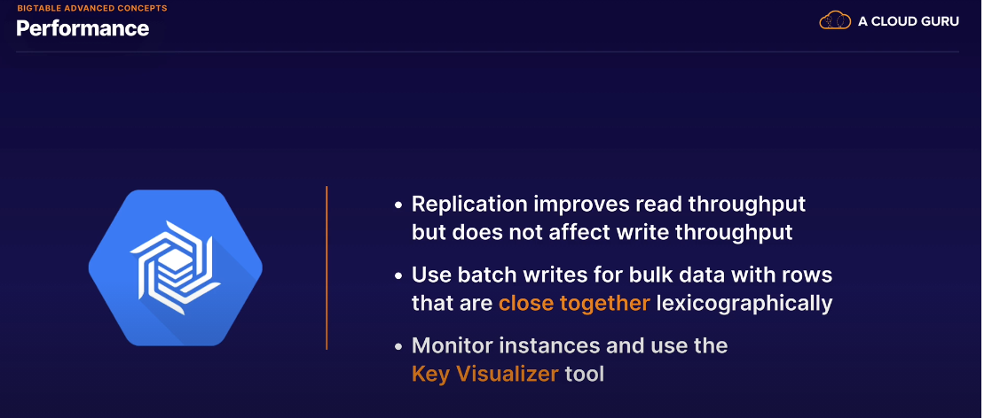 BIGTABLE ADVANCED CONCEPTS
Performance
A CLOUD GURU
• Replication improves read throughput
but does not affect write throughput
• Use batch writes for bulk data with rows
that are close together lexicographically
• Monitor instances and use the
Key Visualizer tool